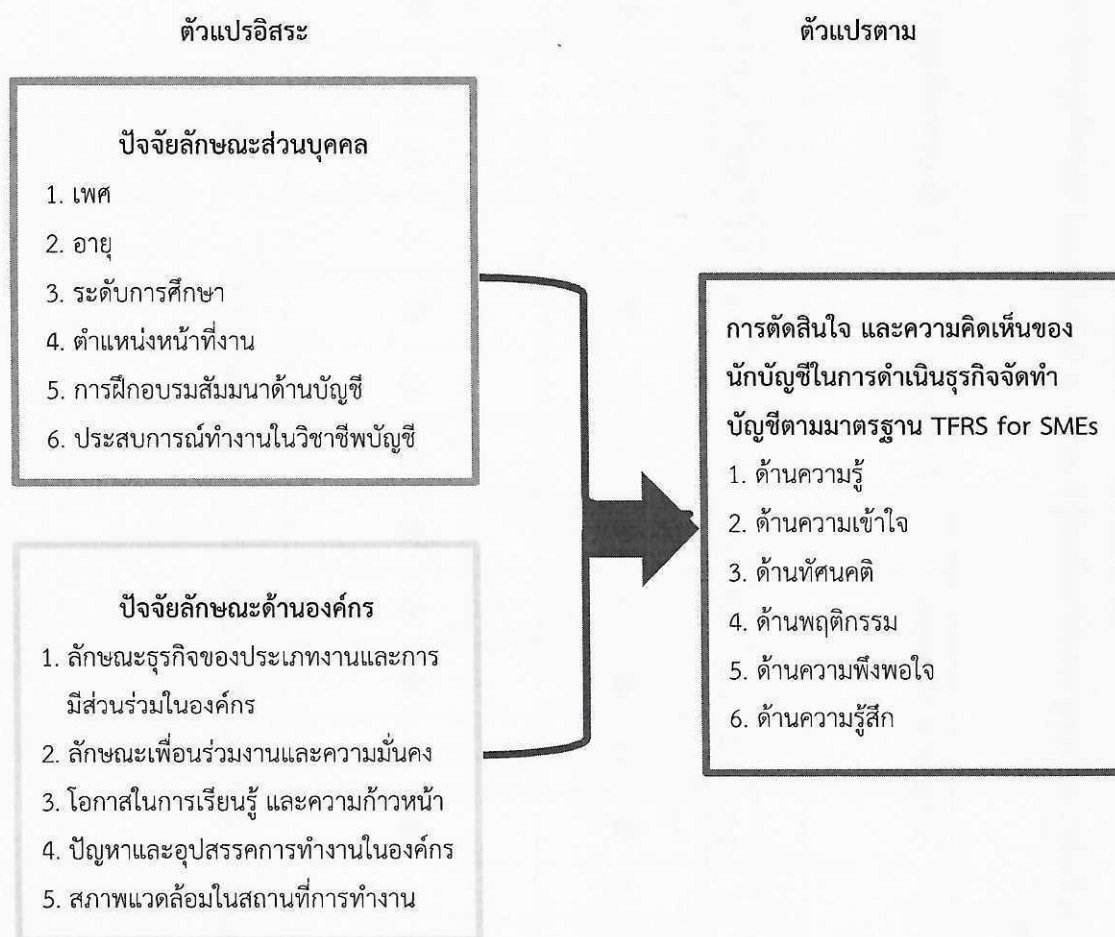 ตัวแปรอิสระ
ตัวแปรตาม
ปัจจัยลักษณะส่วนบุคคล
1. เพศ
2. อายุ
3. ระดับการศึกษา
4. ตำแหน่งหน้าที่งาน
5. การฝึกอบรมสัมมนาด้านบัญชี
6. ประสบการณ์ทำงานในวิชาชีพบัญชี
ปัจจัยลักษณะด้านองค์กร
1. ลักษณะธุรกิจของประเภทงานและการ
มีส่วนร่วมในองค์กร
2. ลักษณะเพื่อนร่วมงานและความมั่นคง
3. โอกาสในการเรียนรู้ และความก้าวหน้า
4. ปัญหาและอุปสรรคการทำงานในองค์กร
5. สภาพแวดล้อมในสถานที่การทำงาน
การตัดสินใจ และความคิดเห็นของ
นักบัญชีในการดำเนินธุรกิจจัดทำ
บัญชีตามมาตรฐาน TFRS for SMEs
1. ด้านความรู้
2. ด้านความเข้าใจ
3. ด้านทัศนคติ
4. ด้านพฤติกรรม
5. ด้านความพึงพอใจ
6. ด้านความรู้สึก